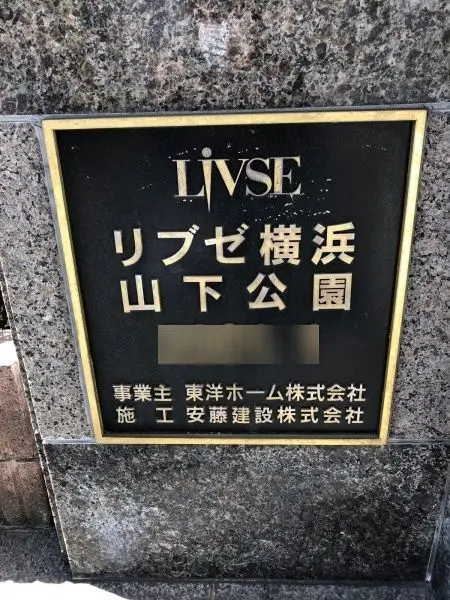 LiVSE
リブゼ横浜
山下公園
事業主 東洋ホーム株式会社
施工 安藤建設株式会社